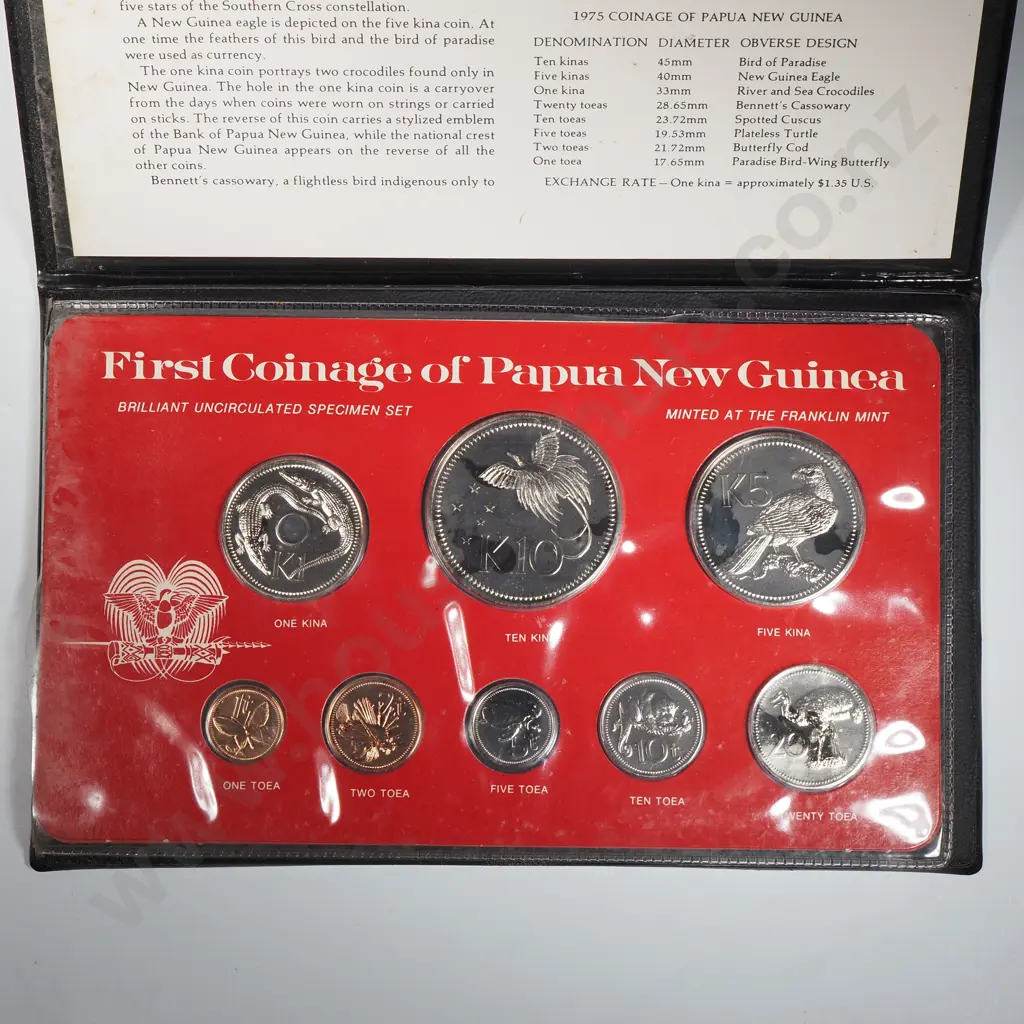 five stars of the Southern Cross constellation.
A New Guinea eagle is depicted on the five kina coin. At
one time the feathers of this bird and the bird of paradise
were used as currency.
The one kina coin portrays two crocodiles found only in
New Guinea. The hole in the one kina coin is a carryover
from the days when coins were worn on strings or carried
on sticks. The reverse of this coin carries a stylized emblem
of the Bank of Papua New Guinea, while the national crest
of Papua New Guinea appears on the reverse of all the
other coins.
Bennett's cassowary, a flightless bird indigenous only to
1975 COINAGE OF PAPUA NEW GUINEA
DENOMINATION DIAMETER OBVERSE DESIGN
Ten kinas 45mm Bird of Paradise
Five kinas 40mm New Guinea Eagle
One kina 33mm River and Sea Crocodiles
Twenty toeas 28.65mm Bennett's Cassowary
Ten toeas 23.72mm Spotted Cuscus
Five toeas 19.53mm Plateless Turtle
Two toeas 21.72mm Butterfly Cod
One toea 17.65mm Paradise Bird-Wing Butterfly
EXCHANGE RATE — One kina = approximately $1.35 U.S.
First Coinage of Papua New Guinea
BRILLIANT UNCIRCULATED SPECIMEN SET
MINTED AT THE FRANKLIN MINT
K1
K10
K5
ONE KINA
TEN KINA
FIVE KINA
1t
2t
5t
10t
20
ONE TOEA
TWO TOEA
FIVE TOEA
TEN TOEA
TWENTY TOEA